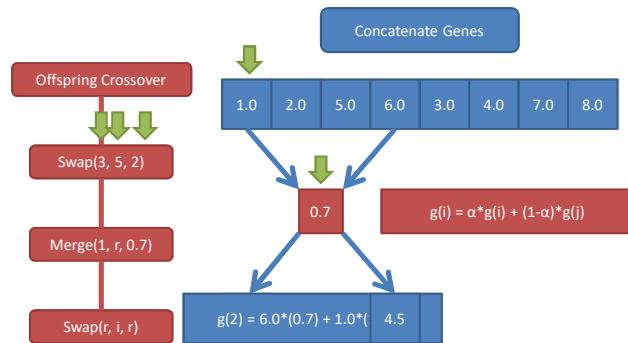 Concatenate Genes
Offspring Crossover
1.0 2.0 5.0 6.0 3.0 4.0 7.0 8.0
Swap(3, 5, 2)
0.7
g(i) = α*g(i) + (1-α)*g(j)
Merge(1, r, 0.7)
Swap(r, i, r)
g(2) = 6.0*(0.7) + 1.0*( 4.5